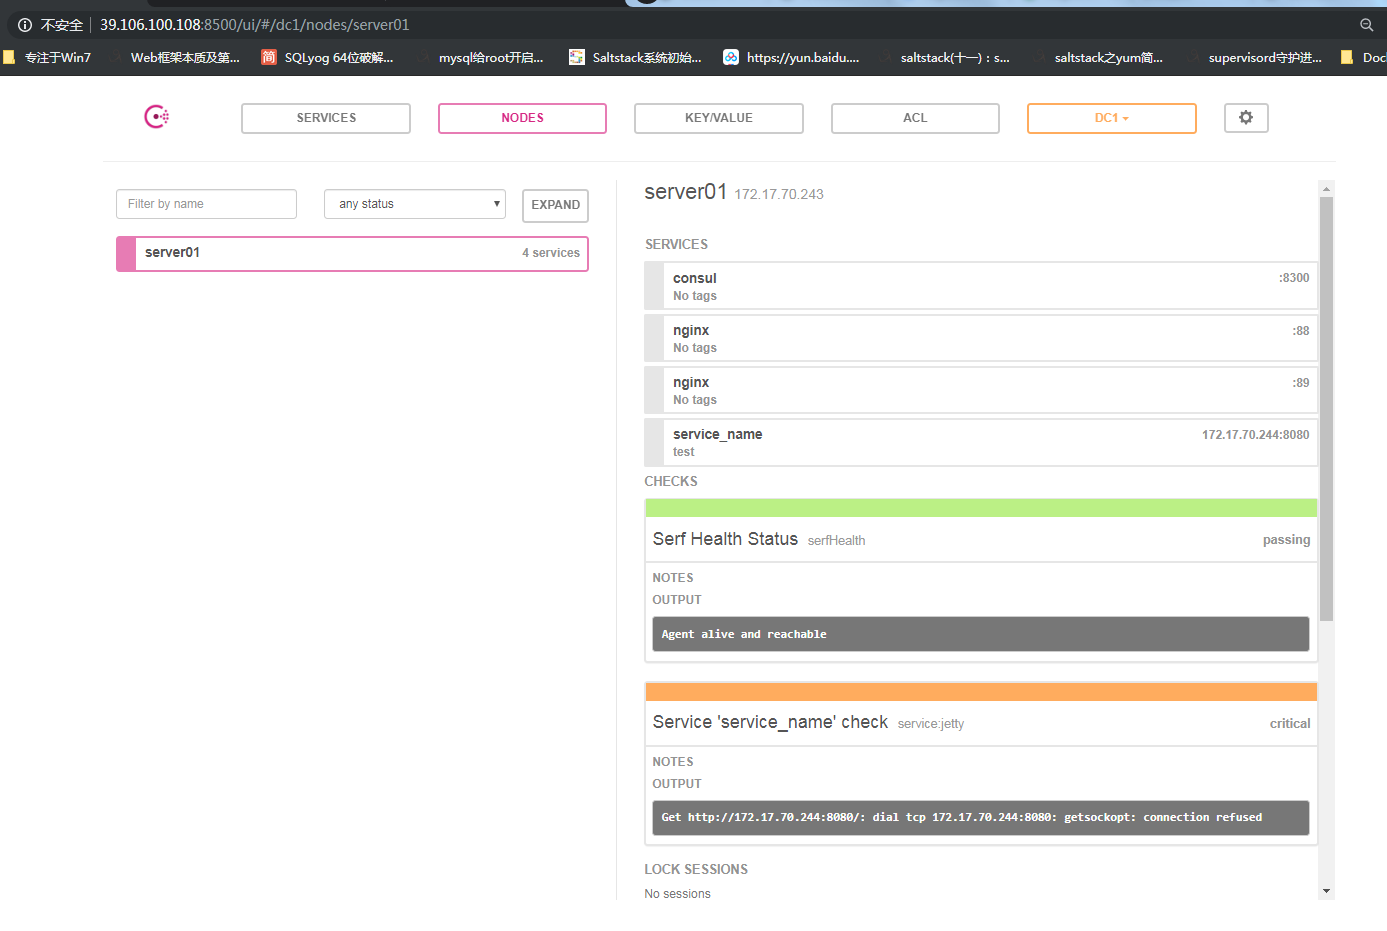 不安全 39.106.100.108:8500/ui/#/dc1/nodes/server01
专注于Win7 Web框架本质及第... 简 SQLyog 64位破解... mysql给root开启... Saltstack系统初始... https://yun.baidu.... saltstack(十一)：s... saltstack之yum简... supervisord守护进... Doc
SERVICES NODES KEY/VALUE ACL DC1
Filter by name any status EXPAND
server01 4 services
server01 172.17.70.243
SERVICES
consul :8300
No tags
nginx :88
No tags
nginx :89
No tags
service_name 172.17.70.244:8080
test
CHECKS
Serf Health Status serfHealth passing
NOTES
OUTPUT
Agent alive and reachable
Service 'service_name' check service:jetty critical
NOTES
OUTPUT
Get http://172.17.70.244:8080/: dial tcp 172.17.70.244:8080: getsockopt: connection refused
LOCK SESSIONS
No sessions